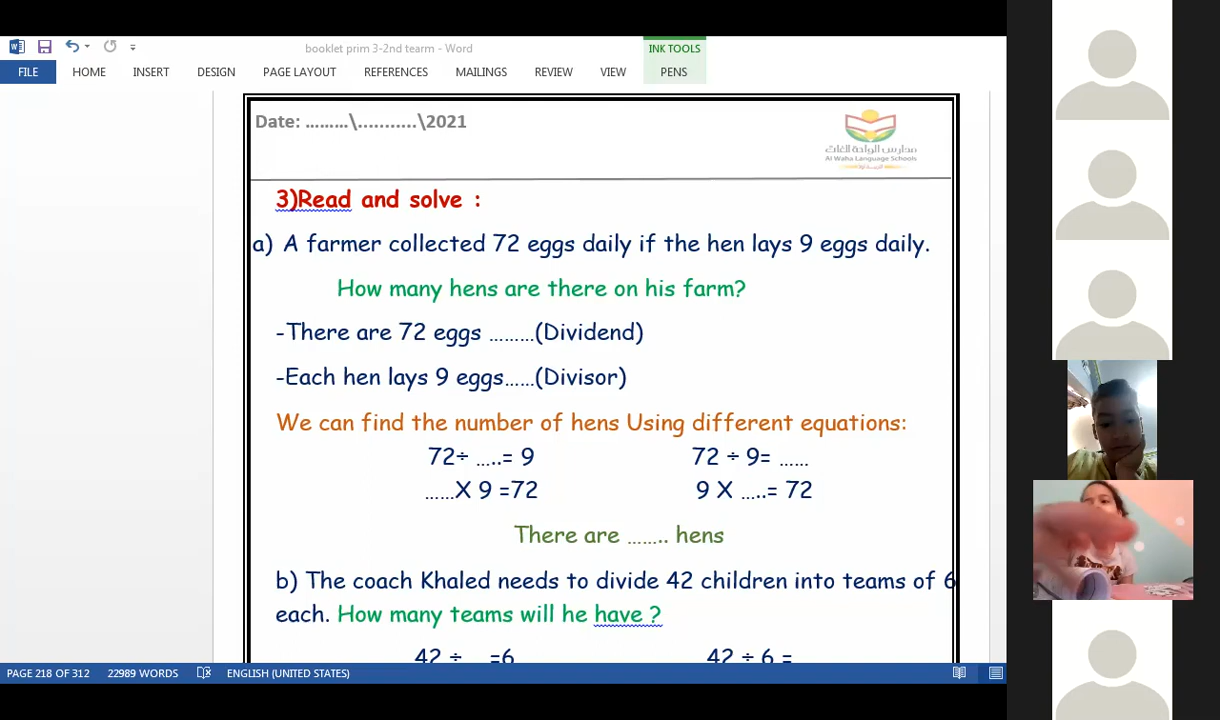 booklet prim 3-2nd tearm - Word
INK TOOLS
FILE HOME INSERT DESIGN PAGE LAYOUT REFERENCES MAILINGS REVIEW VIEW PENS
Date: ………\...........\2021
مدارس الواحة للغات
Al Waha Language Schools
3)Read and solve :
a) A farmer collected 72 eggs daily if the hen lays 9 eggs daily.
How many hens are there on his farm?
-There are 72 eggs ………(Dividend)
-Each hen lays 9 eggs……(Divisor)
We can find the number of hens Using different equations:
72÷ …..= 9 72 ÷ 9= ……
……X 9 =72 9 X …..= 72
There are …….. hens
b) The coach Khaled needs to divide 42 children into teams of 6
each. How many teams will he have ?
42 ÷ =6 42 ÷ 6 =
PAGE 218 OF 312 22989 WORDS ENGLISH (UNITED STATES)